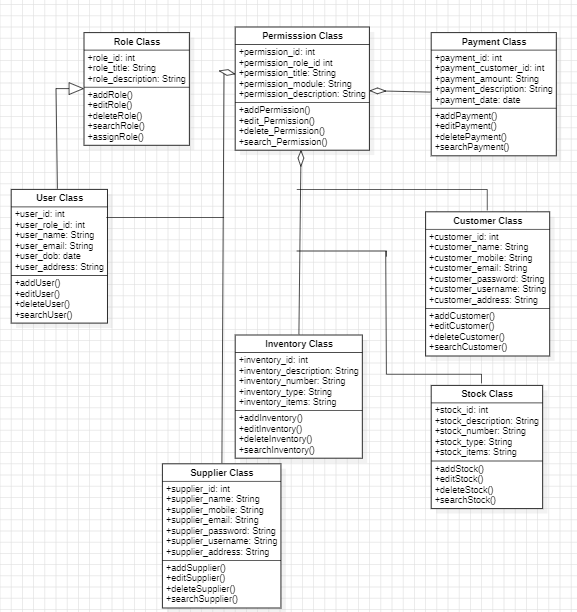 Role Class
+role_id: int
+role_title: String
+role_description: String
+addRole()
+editRole()
+deleteRole()
+searchRole()
+assignRole()
Permisssion Class
+permission_id: int
+permission_role_id int
+permission_title: String
+permission_module: String
+permission_description: String
+addPermission()
+edit_Permission()
+delete_Permission()
+search_Permission()
Payment Class
+payment_id: int
+payment_customer_id: int
+payment_amount: String
+payment_description: String
+payment_date: date
+addPayment()
+editPayment()
+deletePayment()
+searchPayment()
User Class
+user_id: int
+user_role_id: int
+user_name: String
+user_email: String
+user_dob: date
+user_address: String
+addUser()
+editUser()
+deleteUser()
+searchUser()
Customer Class
+customer_id: int
+customer_name: String
+customer_mobile: String
+customer_email: String
+customer_password: String
+customer_username: String
+customer_address: String
+addCustomer()
+editCustomer()
+deleteCustomer()
+searchCustomer()
Inventory Class
+inventory_id: int
+inventory_description: String
+inventory_number: String
+inventory_type: String
+inventory_items: String
+addInventory()
+editInventory()
+deleteInventory()
+searchInventory()
Stock Class
+stock_id: int
+stock_description: String
+stock_number: String
+stock_type: String
+stock_items: String
+addStock()
+editStock()
+deleteStock()
+searchStock()
Supplier Class
+supplier_id: int
+supplier_name: String
+supplier_mobile: String
+supplier_email: String
+supplier_password: String
+supplier_username: String
+supplier_address: String
+addSupplier()
+editSupplier()
+deleteSupplier()
+searchSupplier()